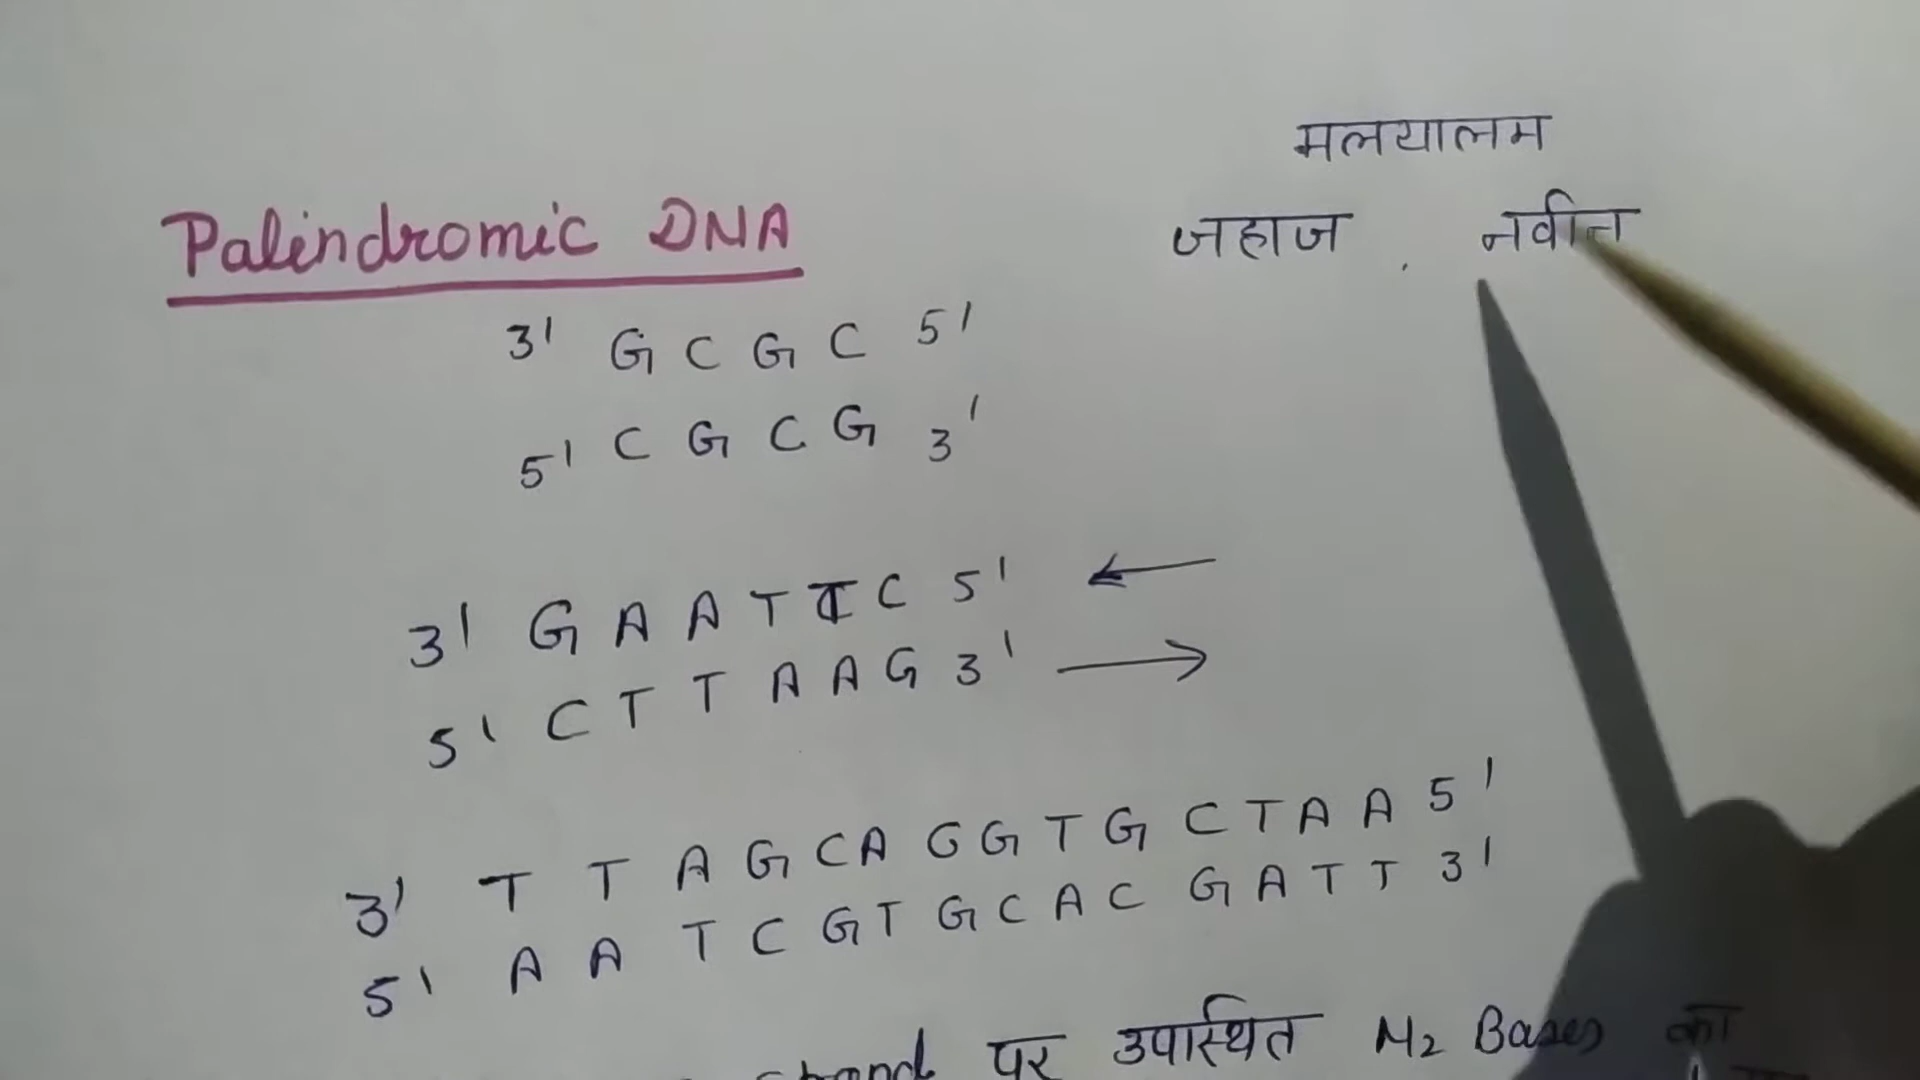 मलयालम
Palindromic DNA
जहाज , नवीन
3' G C G C 5'
5' C G C G 3'
3' G A A T T C 5' ←
5' C T T A A G 3' →
3' T T A G C A G G T G C T A A 5'
5' A A T C G T G C A C G A T T 3'
strand पर उपस्थित N2 Bases का